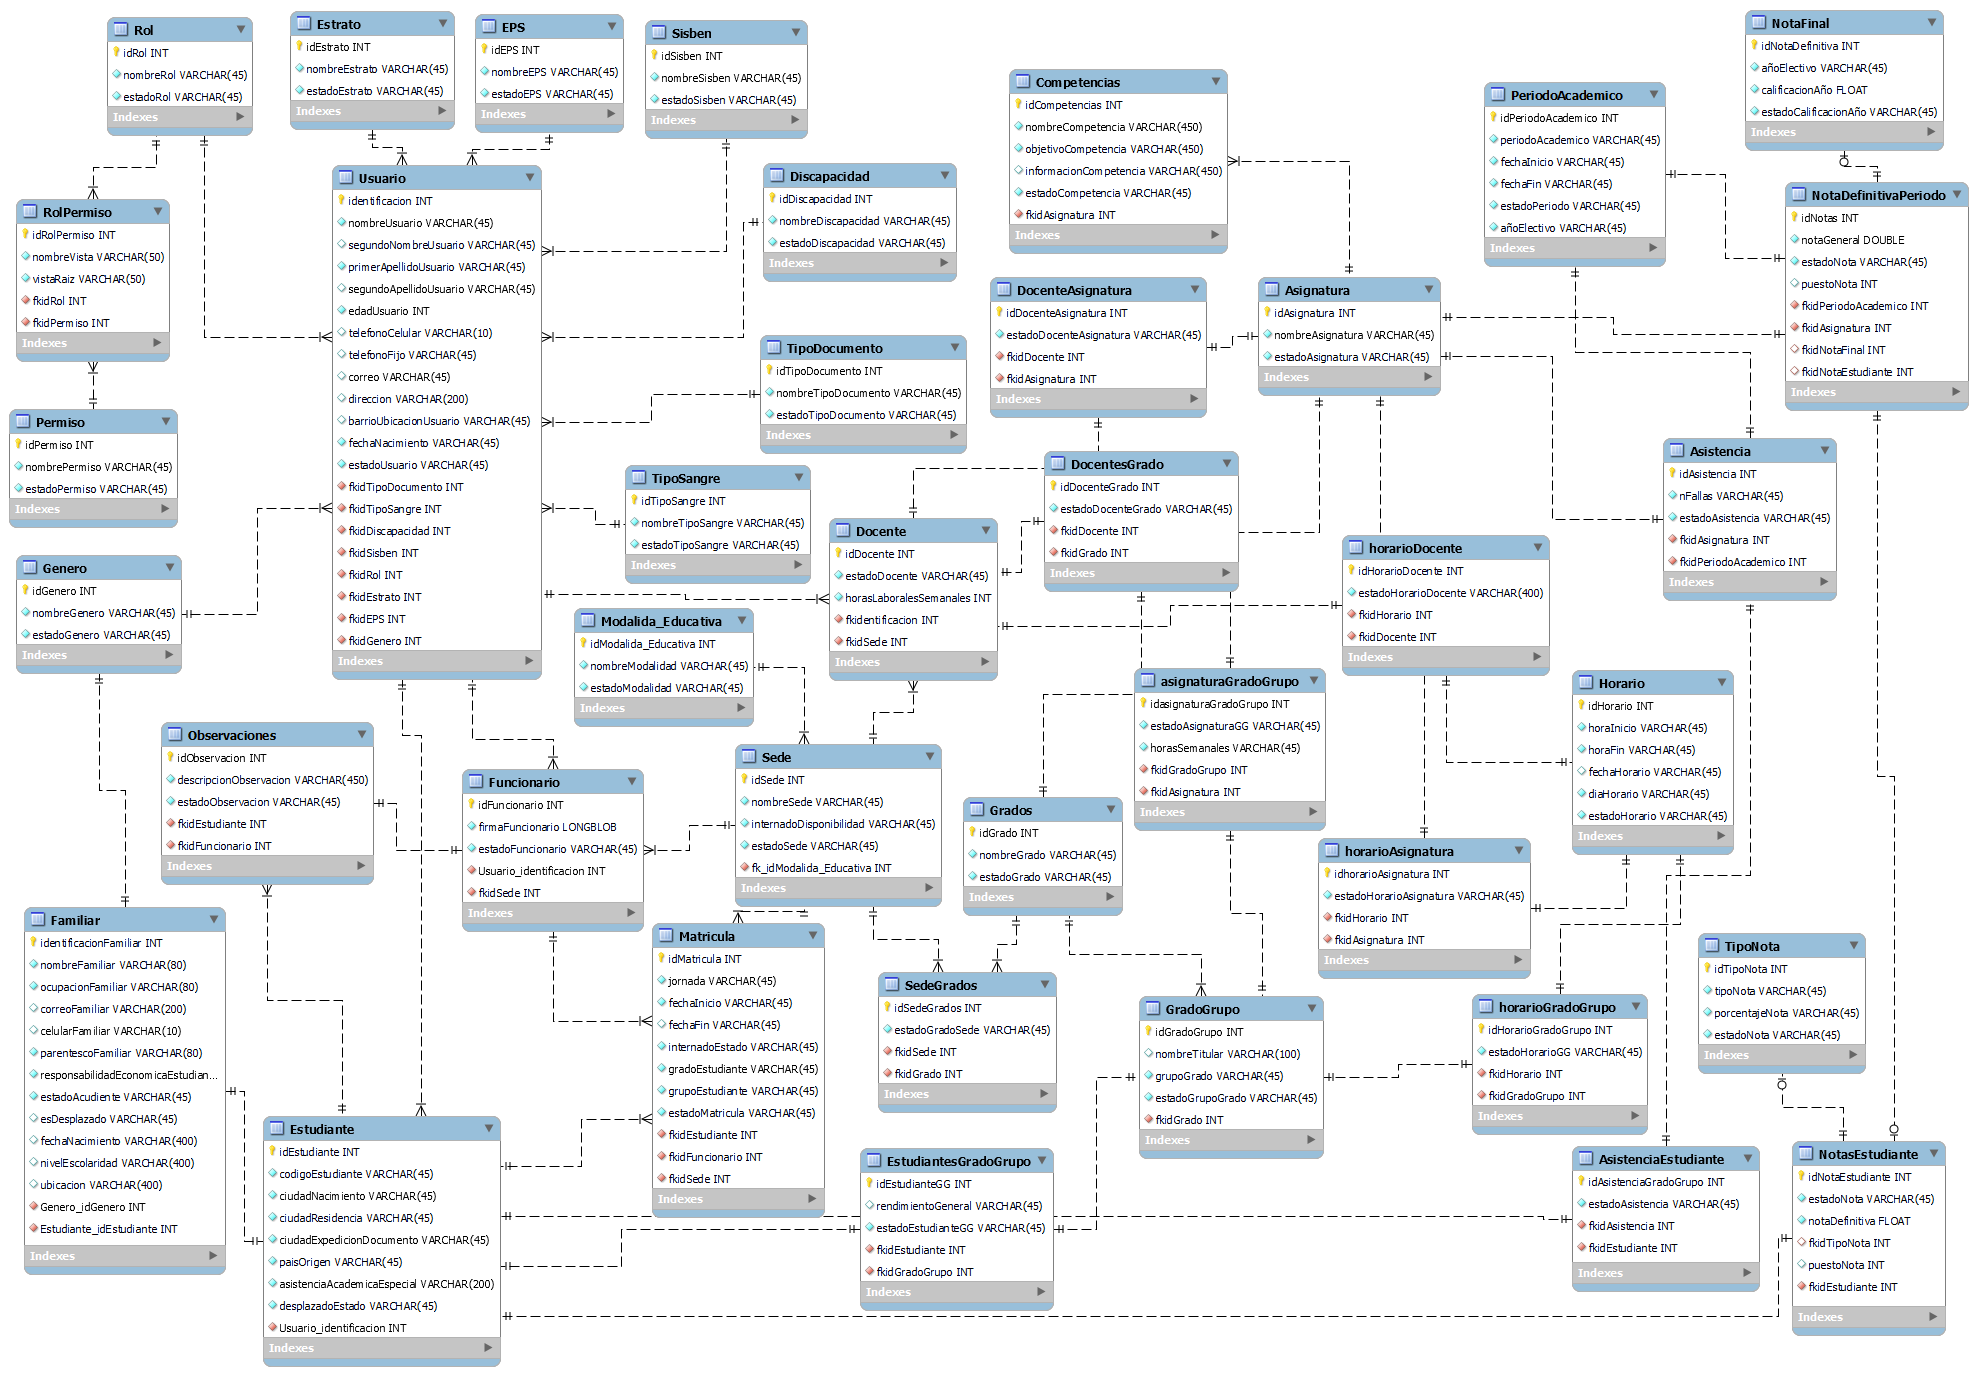 Rol
idRol INT
nombreRol VARCHAR(45)
estadoRol VARCHAR(45)
Indexes
Estrato
idEstrato INT
nombreEstrato VARCHAR(45)
estadoEstrato VARCHAR(45)
Indexes
EPS
idEPS INT
nombreEPS VARCHAR(45)
estadoEPS VARCHAR(45)
Indexes
Sisben
idSisben INT
nombreSisben VARCHAR(45)
estadoSisben VARCHAR(45)
Indexes
Competencias
idCompetencias INT
nombreCompetencia VARCHAR(450)
objetivoCompetencia VARCHAR(450)
informacionCompetencia VARCHAR(450)
estadoCompetencia VARCHAR(45)
fkidAsignatura INT
Indexes
PeriodoAcademico
idPeriodoAcademico INT
periodoAcademico VARCHAR(45)
fechaInicio VARCHAR(45)
fechaFin VARCHAR(45)
estadoPeriodo VARCHAR(45)
añoElectivo VARCHAR(45)
Indexes
NotaFinal
idNotaDefinitiva INT
añoElectivo VARCHAR(45)
calificacionAño FLOAT
estadoCalificacionAño VARCHAR(45)
Indexes
RolPermiso
idRolPermiso INT
nombreVista VARCHAR(50)
vistaRaiz VARCHAR(50)
fkidRol INT
fkidPermiso INT
Indexes
Usuario
identificacion INT
nombreUsuario VARCHAR(45)
segundoNombreUsuario VARCHAR(45)
primerApellidoUsuario VARCHAR(45)
segundoApellidoUsuario VARCHAR(45)
edadUsuario INT
telefonoCelular VARCHAR(10)
telefonoFijo VARCHAR(45)
correo VARCHAR(45)
direccion VARCHAR(200)
barrioUbicacionUsuario VARCHAR(45)
fechaNacimiento VARCHAR(45)
estadoUsuario VARCHAR(45)
fkidTipoDocumento INT
fkidTipoSangre INT
fkidDiscapacidad INT
fkidSisben INT
fkidRol INT
fkidEstrato INT
fkidEPS INT
fkidGenero INT
Indexes
Discapacidad
idDiscapacidad INT
nombreDiscapacidad VARCHAR(45)
estadoDiscapacidad VARCHAR(45)
Indexes
NotaDefinitivaPeriodo
idNotas INT
notaGeneral DOUBLE
estadoNota VARCHAR(45)
puestoNota INT
fkidPeriodoAcademico INT
fkidAsignatura INT
fkidNotaFinal INT
fkidNotaEstudiante INT
Indexes
DocenteAsignatura
idDocenteAsignatura INT
estadoDocenteAsignatura VARCHAR(45)
fkidDocente INT
fkidAsignatura INT
Indexes
Asignatura
idAsignatura INT
nombreAsignatura VARCHAR(45)
estadoAsignatura VARCHAR(45)
Indexes
TipoDocumento
idTipoDocumento INT
nombreTipoDocumento VARCHAR(45)
estadoTipoDocumento VARCHAR(45)
Indexes
Permiso
idPermiso INT
nombrePermiso VARCHAR(45)
estadoPermiso VARCHAR(45)
Indexes
TipoSangre
idTipoSangre INT
nombreTipoSangre VARCHAR(45)
estadoTipoSangre VARCHAR(45)
Indexes
DocentesGrado
idDocenteGrado INT
estadoDocenteGrado VARCHAR(45)
fkidDocente INT
fkidGrado INT
Indexes
Asistencia
idAsistencia INT
nFallas VARCHAR(45)
estadoAsistencia VARCHAR(45)
fkidAsignatura INT
fkidPeriodoAcademico INT
Indexes
Docente
idDocente INT
estadoDocente VARCHAR(45)
horasLaboralesSemanales INT
fkidentificacion INT
fkidSede INT
Indexes
horarioDocente
idHorarioDocente INT
estadoHorarioDocente VARCHAR(400)
fkidHorario INT
fkidDocente INT
Indexes
Genero
idGenero INT
nombreGenero VARCHAR(45)
estadoGenero VARCHAR(45)
Indexes
Modalida_Educativa
idModalida_Educativa INT
nombreModalidad VARCHAR(45)
estadoModalidad VARCHAR(45)
Indexes
asignaturaGradoGrupo
idasignaturaGradoGrupo INT
estadoAsignaturaGG VARCHAR(45)
horasSemanales VARCHAR(45)
fkidGradoGrupo INT
fkidAsignatura INT
Indexes
Horario
idHorario INT
horaInicio VARCHAR(45)
horaFin VARCHAR(45)
fechaHorario VARCHAR(45)
diaHorario VARCHAR(45)
estadoHorario VARCHAR(45)
Indexes
Observaciones
idObservacion INT
descripcionObservacion VARCHAR(450)
estadoObservacion VARCHAR(45)
fkidEstudiante INT
fkidFuncionario INT
Indexes
Funcionario
idFuncionario INT
firmaFuncionario LONGBLOB
estadoFuncionario VARCHAR(45)
Usuario_identificacion INT
fkidSede INT
Indexes
Sede
idSede INT
nombreSede VARCHAR(45)
internadoDisponibilidad VARCHAR(45)
estadoSede VARCHAR(45)
fk_idModalida_Educativa INT
Indexes
Grados
idGrado INT
nombreGrado VARCHAR(45)
estadoGrado VARCHAR(45)
Indexes
horarioAsignatura
idhorarioAsignatura INT
estadoHorarioAsignatura VARCHAR(45)
fkidHorario INT
fkidAsignatura INT
Indexes
Familiar
identificacionFamiliar INT
nombreFamiliar VARCHAR(80)
ocupacionFamiliar VARCHAR(80)
correoFamiliar VARCHAR(200)
celularFamiliar VARCHAR(10)
parentescoFamiliar VARCHAR(80)
responsabilidadEconomicaEstudian...
estadoAcudiente VARCHAR(45)
esDesplazado VARCHAR(45)
fechaNacimiento VARCHAR(400)
nivelEscolaridad VARCHAR(400)
ubicacion VARCHAR(400)
Genero_idGenero INT
Estudiante_idEstudiante INT
Indexes
Matricula
idMatricula INT
jornada VARCHAR(45)
fechaInicio VARCHAR(45)
fechaFin VARCHAR(45)
internadoEstado VARCHAR(45)
gradoEstudiante VARCHAR(45)
grupoEstudiante VARCHAR(45)
estadoMatricula VARCHAR(45)
fkidEstudiante INT
fkidFuncionario INT
fkidSede INT
Indexes
SedeGrados
idSedeGrados INT
estadoGradoSede VARCHAR(45)
fkidSede INT
fkidGrado INT
Indexes
GradoGrupo
idGradoGrupo INT
nombreTitular VARCHAR(100)
grupoGrado VARCHAR(45)
estadoGrupoGrado VARCHAR(45)
fkidGrado INT
Indexes
horarioGradoGrupo
idHorarioGradoGrupo INT
estadoHorarioGG VARCHAR(45)
fkidHorario INT
fkidGradoGrupo INT
Indexes
TipoNota
idTipoNota INT
tipoNota VARCHAR(45)
porcentajeNota VARCHAR(45)
estadoNota VARCHAR(45)
Indexes
Estudiante
idEstudiante INT
codigoEstudiante VARCHAR(45)
ciudadNacimiento VARCHAR(45)
ciudadResidencia VARCHAR(45)
ciudadExpedicionDocumento VARCHAR(45)
paisOrigen VARCHAR(45)
asistenciaAcademicaEspecial VARCHAR(200)
desplazadoEstado VARCHAR(45)
Usuario_identificacion INT
Indexes
EstudiantesGradoGrupo
idEstudianteGG INT
rendimientoGeneral VARCHAR(45)
estadoEstudianteGG VARCHAR(45)
fkidEstudiante INT
fkidGradoGrupo INT
Indexes
AsistenciaEstudiante
idAsistenciaGradoGrupo INT
estadoAsistencia VARCHAR(45)
fkidAsistencia INT
fkidEstudiante INT
Indexes
NotasEstudiante
idNotaEstudiante INT
estadoNota VARCHAR(45)
notaDefinitiva FLOAT
fkidTipoNota INT
puestoNota INT
fkidEstudiante INT
Indexes